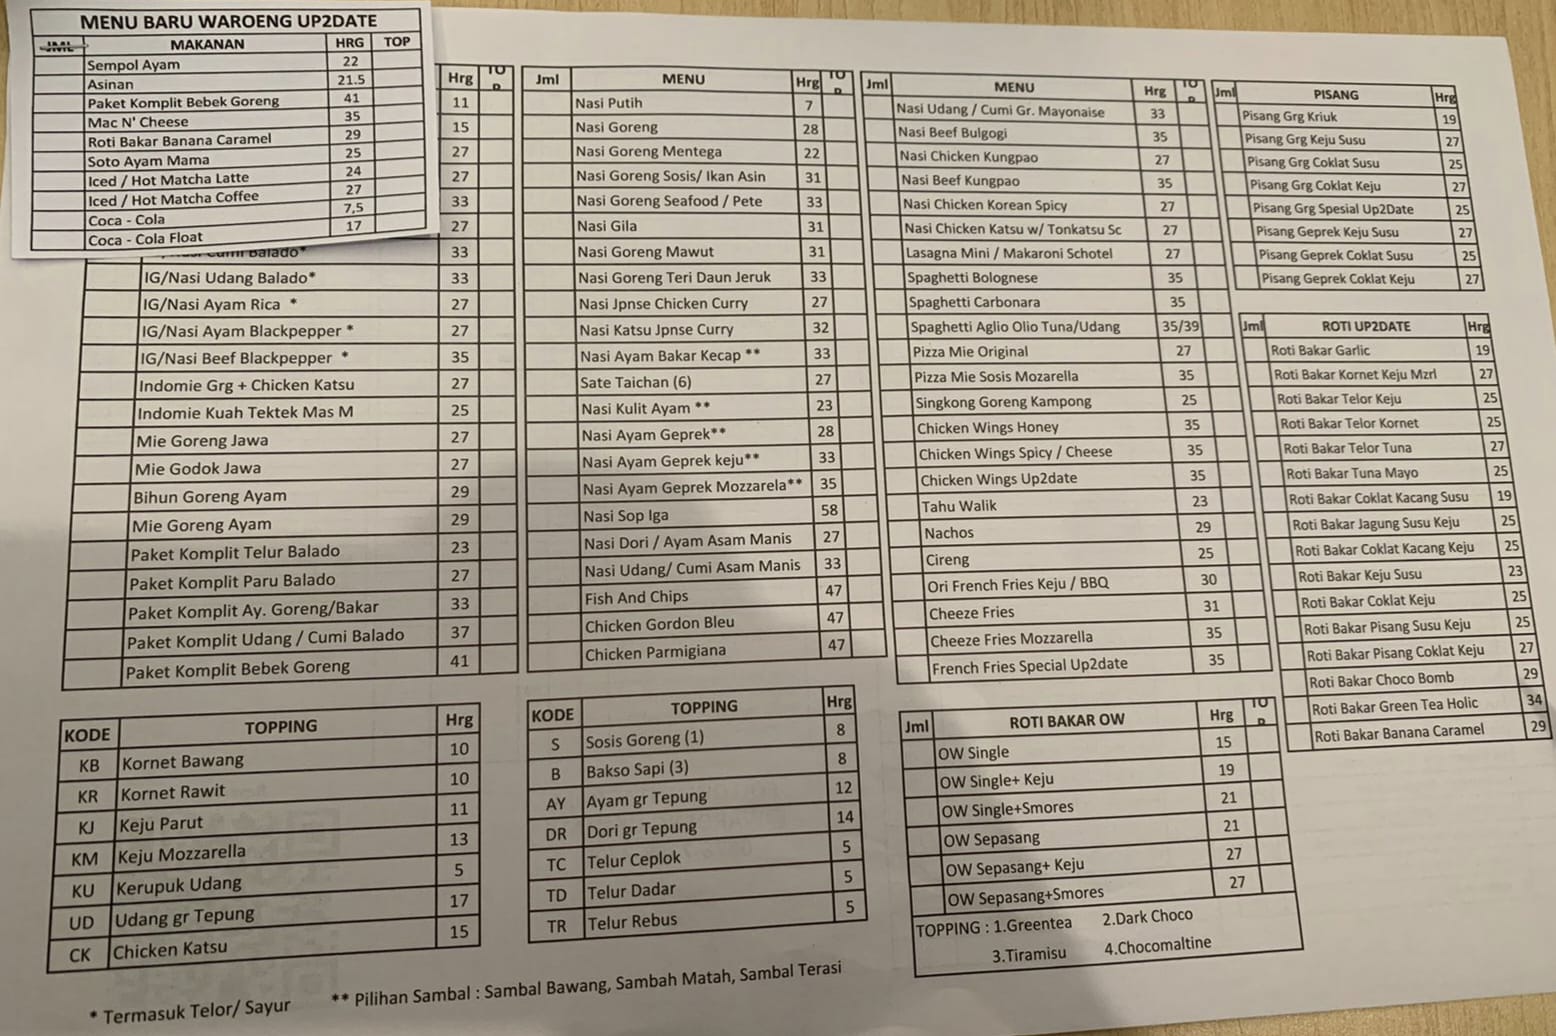 MENU BARU WAROENG UP2DATE
JML MAKANAN HRG TOP
Sempol Ayam 22
Asinan 21.5
Paket Komplit Bebek Goreng 41
Mac N' Cheese 35
Roti Bakar Banana Caramel 29
Soto Ayam Mama 25
Iced / Hot Matcha Latte 24
Iced / Hot Matcha Coffee 27
Coca - Cola 7,5
Coca - Cola Float 17
Hrg TOP
11
15
27
27
33
27
Cumi Balado* 33
IG/Nasi Udang Balado* 33
IG/Nasi Ayam Rica * 27
IG/Nasi Ayam Blackpepper * 27
IG/Nasi Beef Blackpepper * 35
Indomie Grg + Chicken Katsu 27
Indomie Kuah Tektek Mas M 25
Mie Goreng Jawa 27
Mie Godok Jawa 27
Bihun Goreng Ayam 29
Mie Goreng Ayam 29
Paket Komplit Telur Balado 23
Paket Komplit Paru Balado 27
Paket Komplit Ay. Goreng/Bakar 33
Paket Komplit Udang / Cumi Balado 37
Paket Komplit Bebek Goreng 41
Jml MENU Hrg TOP
Nasi Putih 7
Nasi Goreng 28
Nasi Goreng Mentega 22
Nasi Goreng Sosis/ Ikan Asin 31
Nasi Goreng Seafood / Pete 33
Nasi Gila 31
Nasi Goreng Mawut 31
Nasi Goreng Teri Daun Jeruk 33
Nasi Jpnse Chicken Curry 27
Nasi Katsu Jpnse Curry 32
Nasi Ayam Bakar Kecap ** 33
Sate Taichan (6) 27
Nasi Kulit Ayam ** 23
Nasi Ayam Geprek** 28
Nasi Ayam Geprek keju** 33
Nasi Ayam Geprek Mozzarela** 35
Nasi Sop Iga 58
Nasi Dori / Ayam Asam Manis 27
Nasi Udang/ Cumi Asam Manis 33
Fish And Chips 47
Chicken Gordon Bleu 47
Chicken Parmigiana 47
Jml MENU Hrg TOP
Nasi Udang / Cumi Gr. Mayonaise 33
Nasi Beef Bulgogi 35
Nasi Chicken Kungpao 27
Nasi Beef Kungpao 35
Nasi Chicken Korean Spicy 27
Nasi Chicken Katsu w/ Tonkatsu Sc 27
Lasagna Mini / Makaroni Schotel 27
Spaghetti Bolognese 35
Spaghetti Carbonara 35
Spaghetti Aglio Olio Tuna/Udang 35/39
Pizza Mie Original 27
Pizza Mie Sosis Mozarella 35
Singkong Goreng Kampong 25
Chicken Wings Honey 35
Chicken Wings Spicy / Cheese 35
Chicken Wings Up2date 35
Tahu Walik 23
Nachos 29
Cireng 25
Ori French Fries Keju / BBQ 30
Cheeze Fries 31
Cheeze Fries Mozzarella 35
French Fries Special Up2date 35
Jml PISANG Hrg
Pisang Grg Kriuk 19
Pisang Grg Keju Susu 27
Pisang Grg Coklat Susu 25
Pisang Grg Coklat Keju 27
Pisang Grg Spesial Up2Date 25
Pisang Geprek Keju Susu 27
Pisang Geprek Coklat Susu 25
Pisang Geprek Coklat Keju 27
Jml ROTI UP2DATE Hrg
Roti Bakar Garlic 19
Roti Bakar Kornet Keju Mzrl 27
Roti Bakar Telor Keju 25
Roti Bakar Telor Kornet 25
Roti Bakar Telor Tuna 27
Roti Bakar Tuna Mayo 25
Roti Bakar Coklat Kacang Susu 19
Roti Bakar Jagung Susu Keju 25
Roti Bakar Coklat Kacang Keju 25
Roti Bakar Keju Susu 23
Roti Bakar Coklat Keju 25
Roti Bakar Pisang Susu Keju 25
Roti Bakar Pisang Coklat Keju 27
Roti Bakar Choco Bomb 29
Roti Bakar Green Tea Holic 34
Roti Bakar Banana Caramel 29
KODE TOPPING Hrg
KB Kornet Bawang 10
KR Kornet Rawit 10
KJ Keju Parut 11
KM Keju Mozzarella 13
KU Kerupuk Udang 5
UD Udang gr Tepung 17
CK Chicken Katsu 15
KODE TOPPING Hrg
S Sosis Goreng (1) 8
B Bakso Sapi (3) 8
AY Ayam gr Tepung 12
DR Dori gr Tepung 14
TC Telur Ceplok 5
TD Telur Dadar 5
TR Telur Rebus 5
Jml ROTI BAKAR OW Hrg TOP
OW Single 15
OW Single+ Keju 19
OW Single+Smores 21
OW Sepasang 21
OW Sepasang+ Keju 27
OW Sepasang+Smores 27
TOPPING : 1.Greentea 2.Dark Choco
3.Tiramisu 4.Chocomaltine
* Termasuk Telor/ Sayur ** Pilihan Sambal : Sambal Bawang, Sambah Matah, Sambal Terasi